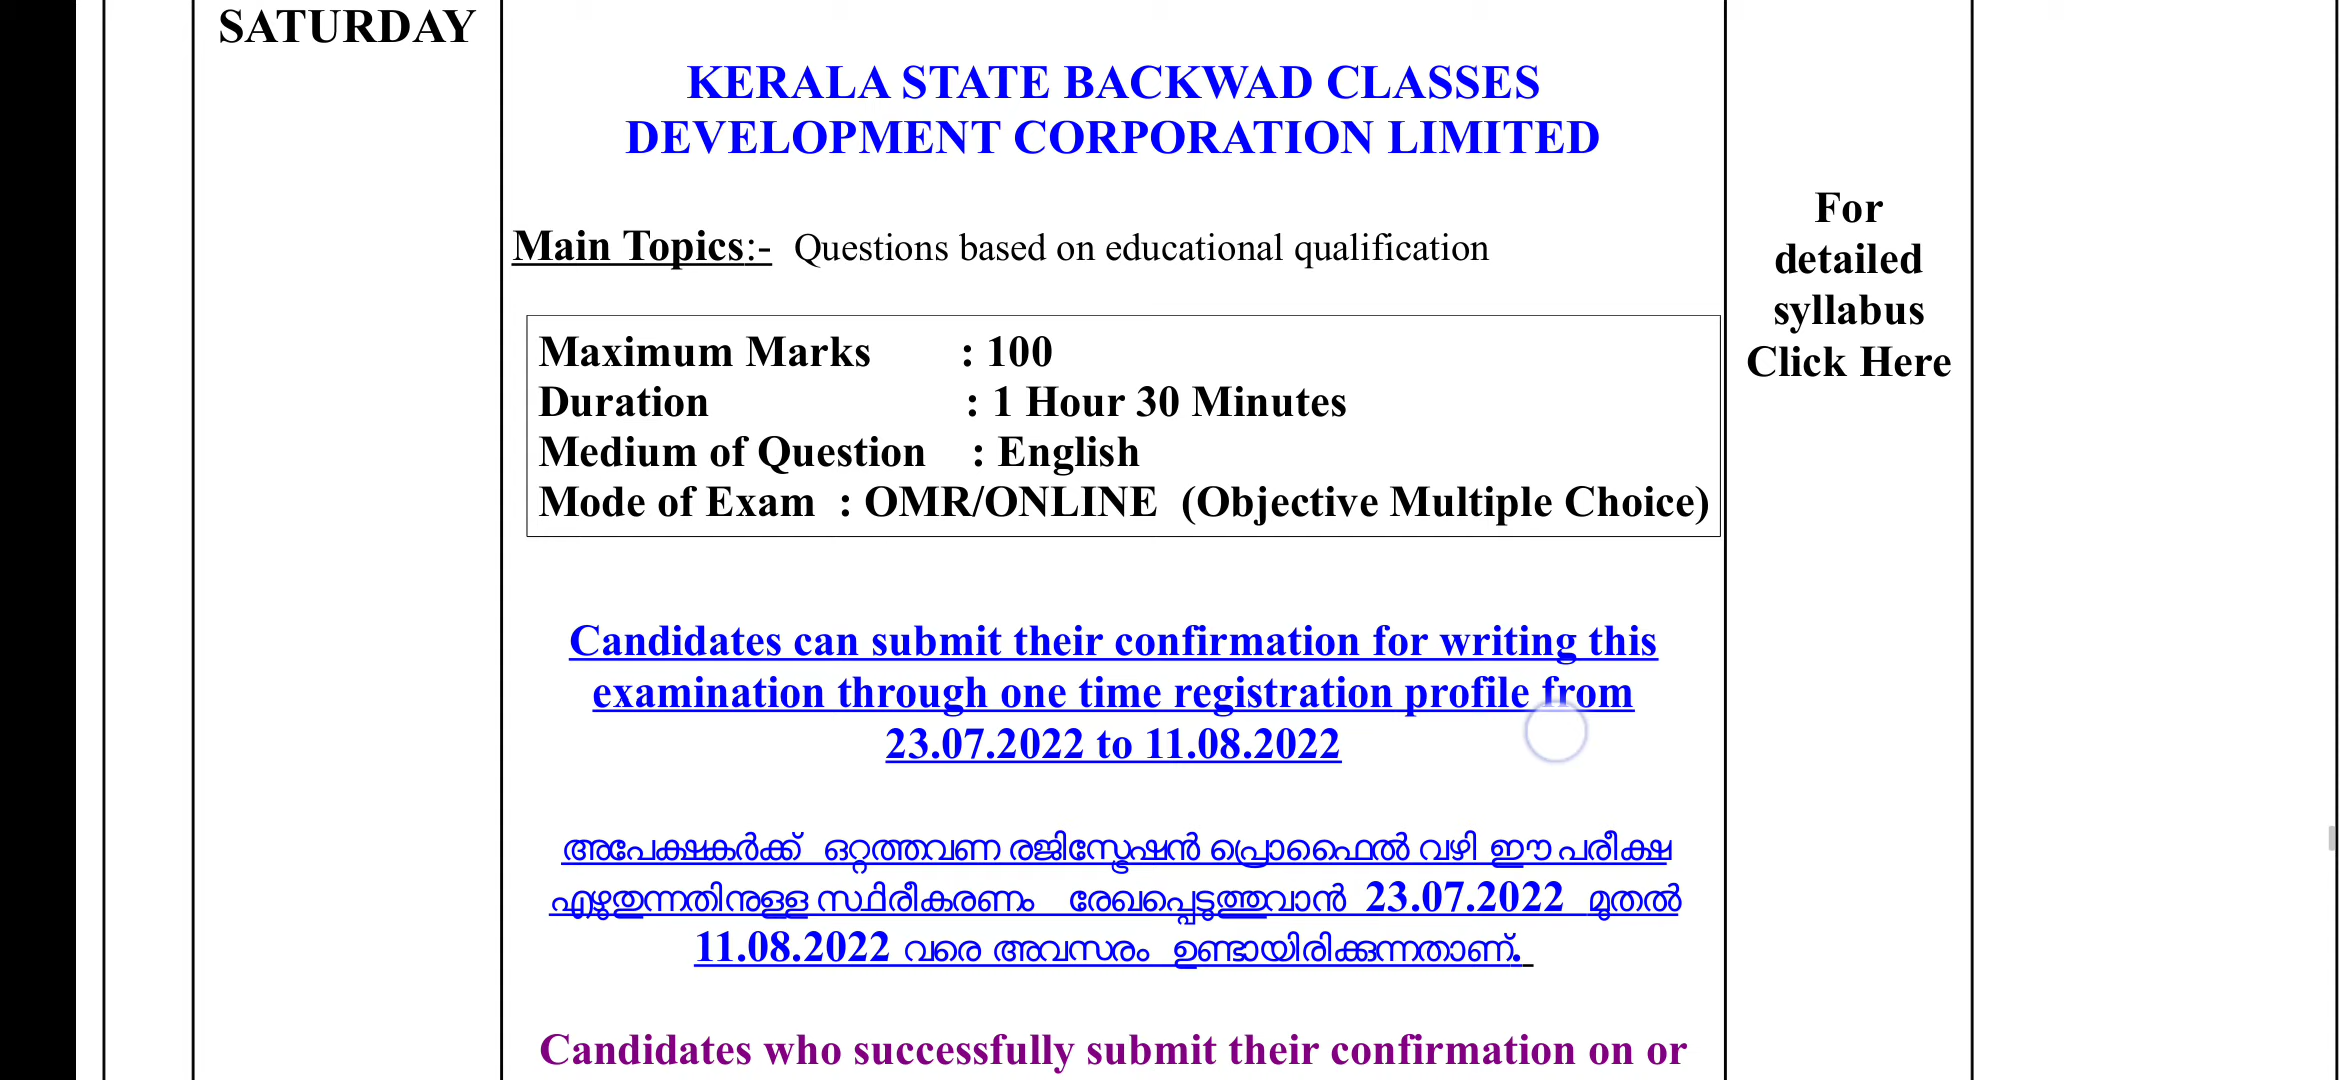 SATURDAY
KERALA STATE BACKWAD CLASSES
DEVELOPMENT CORPORATION LIMITED
Main Topics:- Questions based on educational qualification
Maximum Marks : 100
Duration : 1 Hour 30 Minutes
Medium of Question : English
Mode of Exam : OMR/ONLINE (Objective Multiple Choice)
For
detailed
syllabus
Click Here
Candidates can submit their confirmation for writing this
examination through one time registration profile from
23.07.2022 to 11.08.2022
അപേക്ഷകർക്ക് ഒറ്റത്തവണ രജിസ്ട്രേഷൻ പ്രൊഫൈൽ വഴി ഈ പരീക്ഷ
എഴുതുന്നതിനുള്ള സ്ഥിരീകരണം രേഖപ്പെടുത്തുവാൻ 23.07.2022 മുതൽ
11.08.2022 വരെ അവസരം ഉണ്ടായിരിക്കുന്നതാണ്.
Candidates who successfully submit their confirmation on or